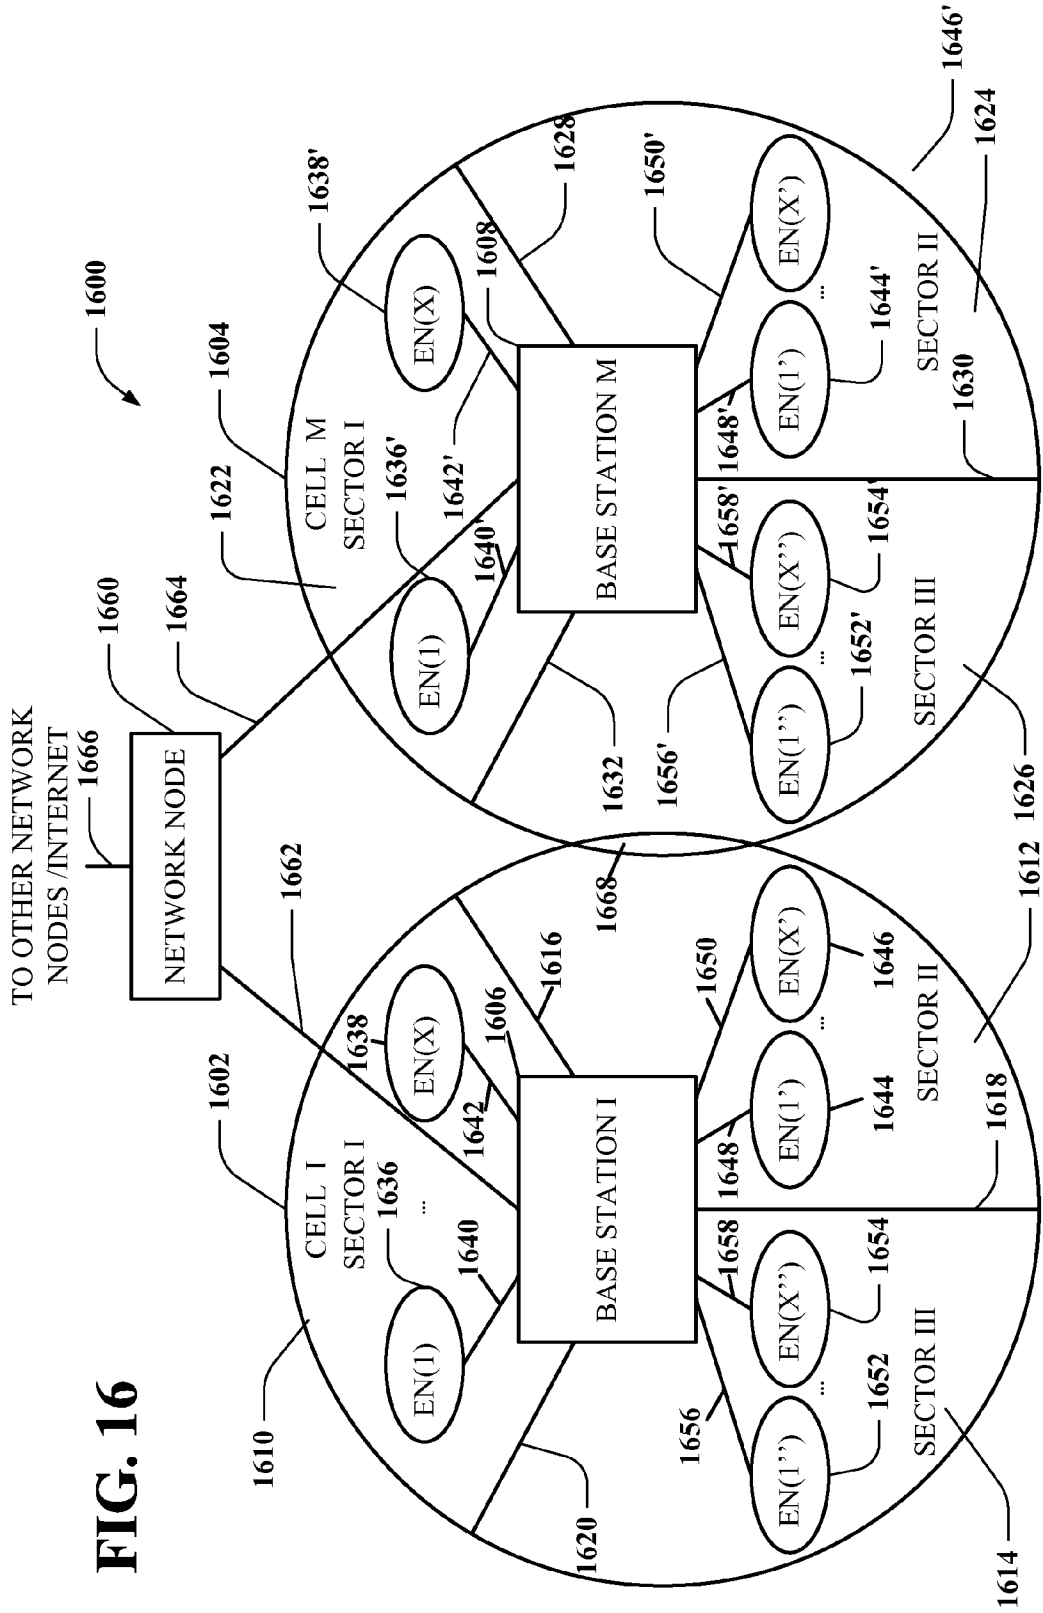 FIG. 16
1600
TO OTHER NETWORK
NODES /INTERNET
1666
NETWORK NODE
1660
1662
1664
1602
1604
1610
CELL I
SECTOR I
1636
...
EN(1)
1640
1638
EN(X)
1642
1606
1616
1620
BASE STATION I
1650
1648
1658
1656
EN(1'')
...
EN(X'')
EN(1')
...
EN(X')
1652
1654
1644
1646
SECTOR III
SECTOR II
1618
1614
1612
1668
1622
CELL M
SECTOR I
1636'
EN(1)
1640'
1638'
EN(X)
1642'
1608
1628
1632
BASE STATION M
1650'
1648'
1658'
1656'
EN(1'')
...
EN(X'')
EN(1')
...
EN(X')
1652'
1654'
1644'
1646'
SECTOR III
SECTOR II
1630
1626
1624